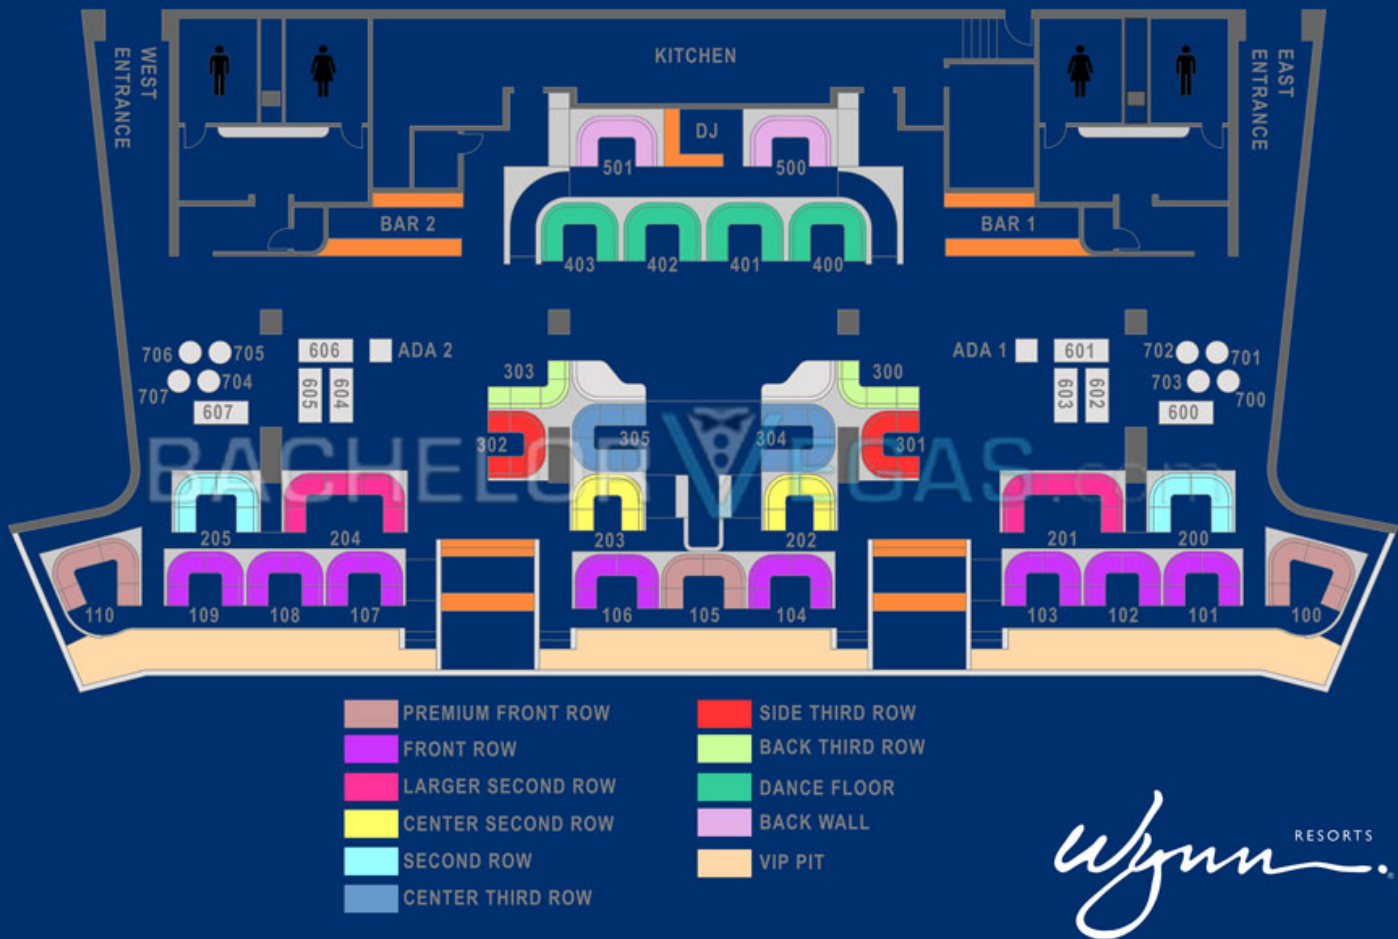 WEST
ENTRANCE
KITCHEN
EAST
ENTRANCE
DJ
501
500
BAR 2
BAR 1
403
402
401
400
706
705
606
ADA 2
ADA 1
601
702
701
707
704
605
604
303
300
603
602
703
700
607
600
302
305
304
301
BACHELOR VEGAS.com
205
204
203
202
201
200
110
109
108
107
106
105
104
103
102
101
100
PREMIUM FRONT ROW
FRONT ROW
LARGER SECOND ROW
CENTER SECOND ROW
SECOND ROW
CENTER THIRD ROW
SIDE THIRD ROW
BACK THIRD ROW
DANCE FLOOR
BACK WALL
VIP PIT
Wynn
RESORTS